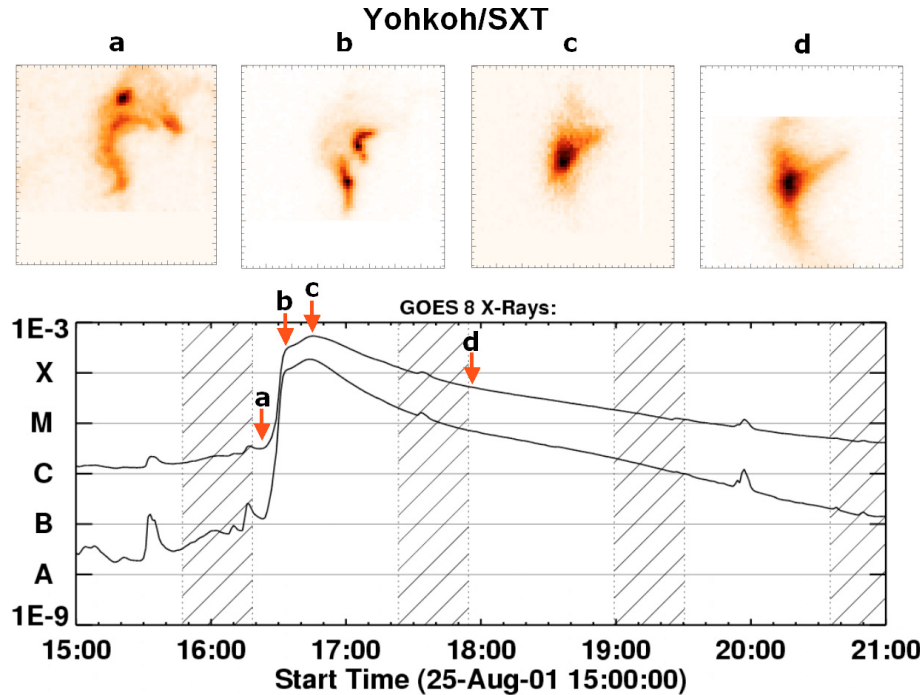 Yohkoh/SXT
a b c d
b c GOES 8 X-Rays:
1E-3
X
d
a
M
C
B
A
1E-9
15:00 16:00 17:00 18:00 19:00 20:00 21:00
Start Time (25-Aug-01 15:00:00)